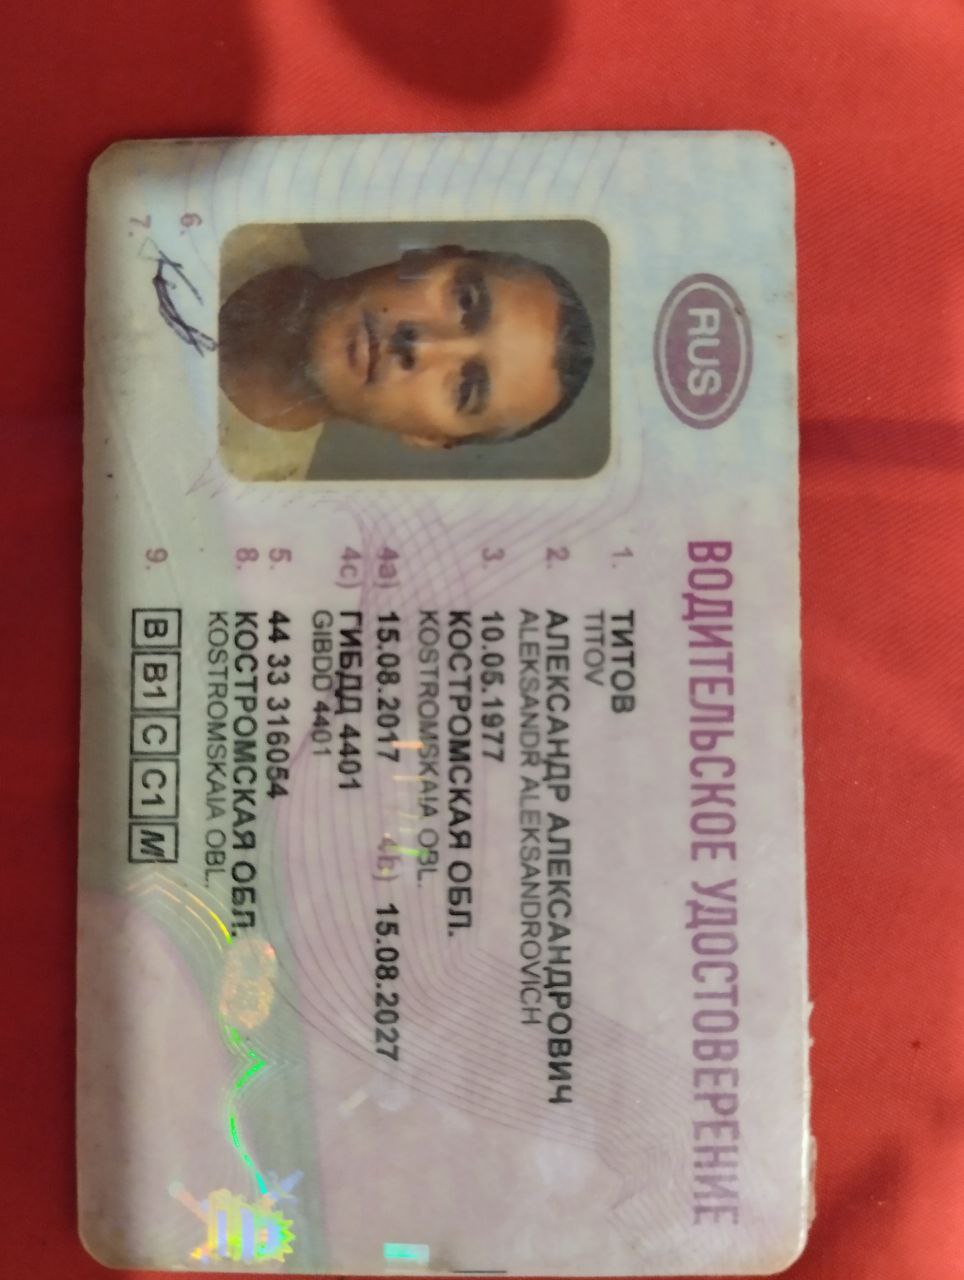 RUS
ВОДИТЕЛЬСКОЕ УДОСТОВЕРЕНИЕ
1. ТИТОВ
TITOV
2. АЛЕКСАНДР АЛЕКСАНДРОВИЧ
ALEKSANDR ALEKSANDROVICH
3. 10.05.1977
КОСТРОМСКАЯ ОБЛ.
KOSTROMSKAIA OBL.
4a) 15.08.2017 4b) 15.08.2027
4c) ГИБДД 4401
GIBDD 4401
5. 44 33 316054
8. КОСТРОМСКАЯ ОБЛ.
KOSTROMSKAIA OBL.
6.
7.
9. B B1 C C1 M